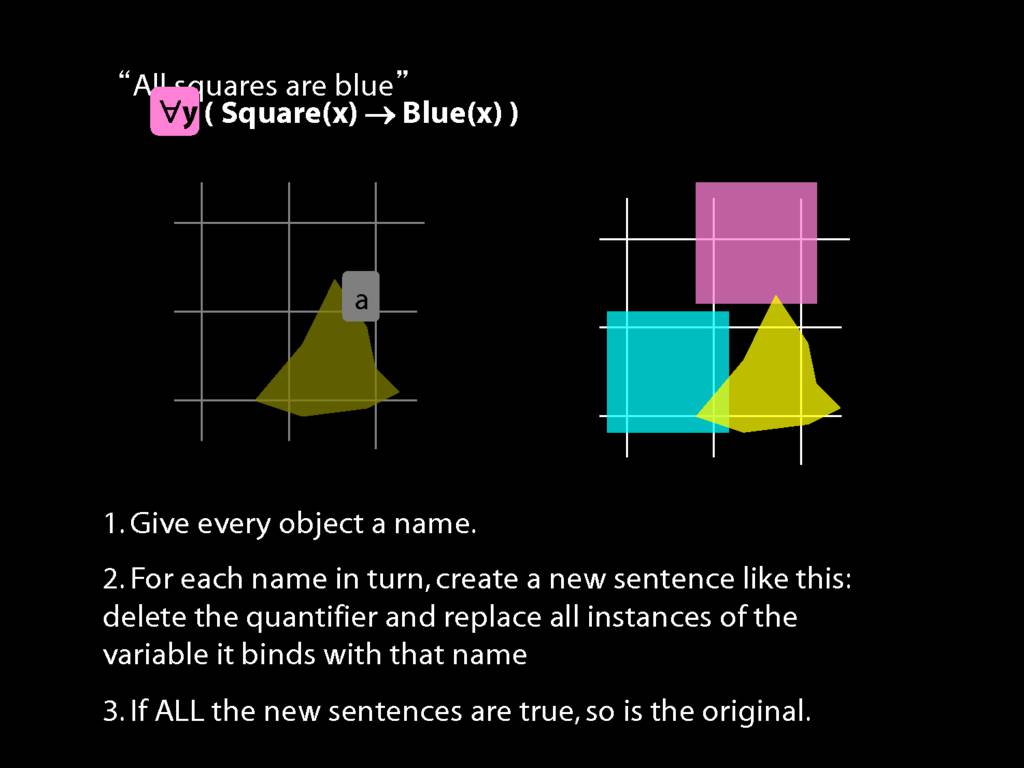 “All squares are blue”
∀y ( Square(x) → Blue(x) )
a
1. Give every object a name.
2. For each name in turn, create a new sentence like this:
delete the quantifier and replace all instances of the
variable it binds with that name
3. If ALL the new sentences are true, so is the original.